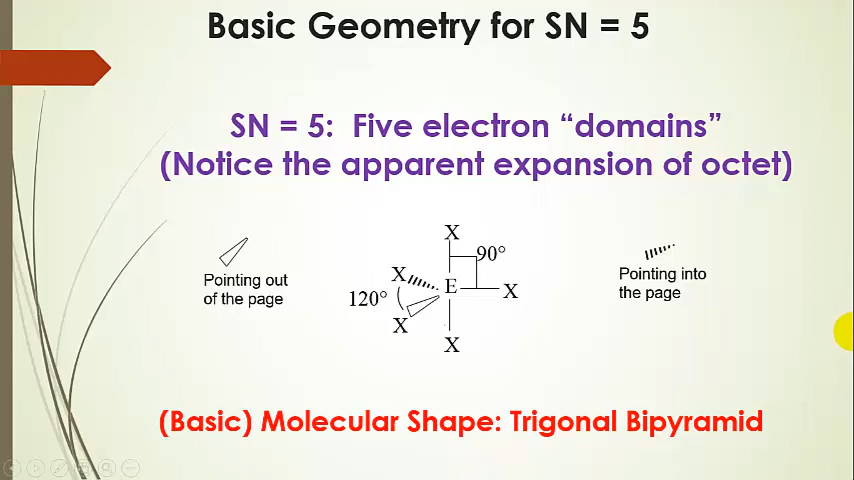 Basic Geometry for SN = 5
SN = 5: Five electron “domains”
(Notice the apparent expansion of octet)
X
90°
Pointing out
of the page
X
E
X
120°
X
X
Pointing into
the page
(Basic) Molecular Shape: Trigonal Bipyramid